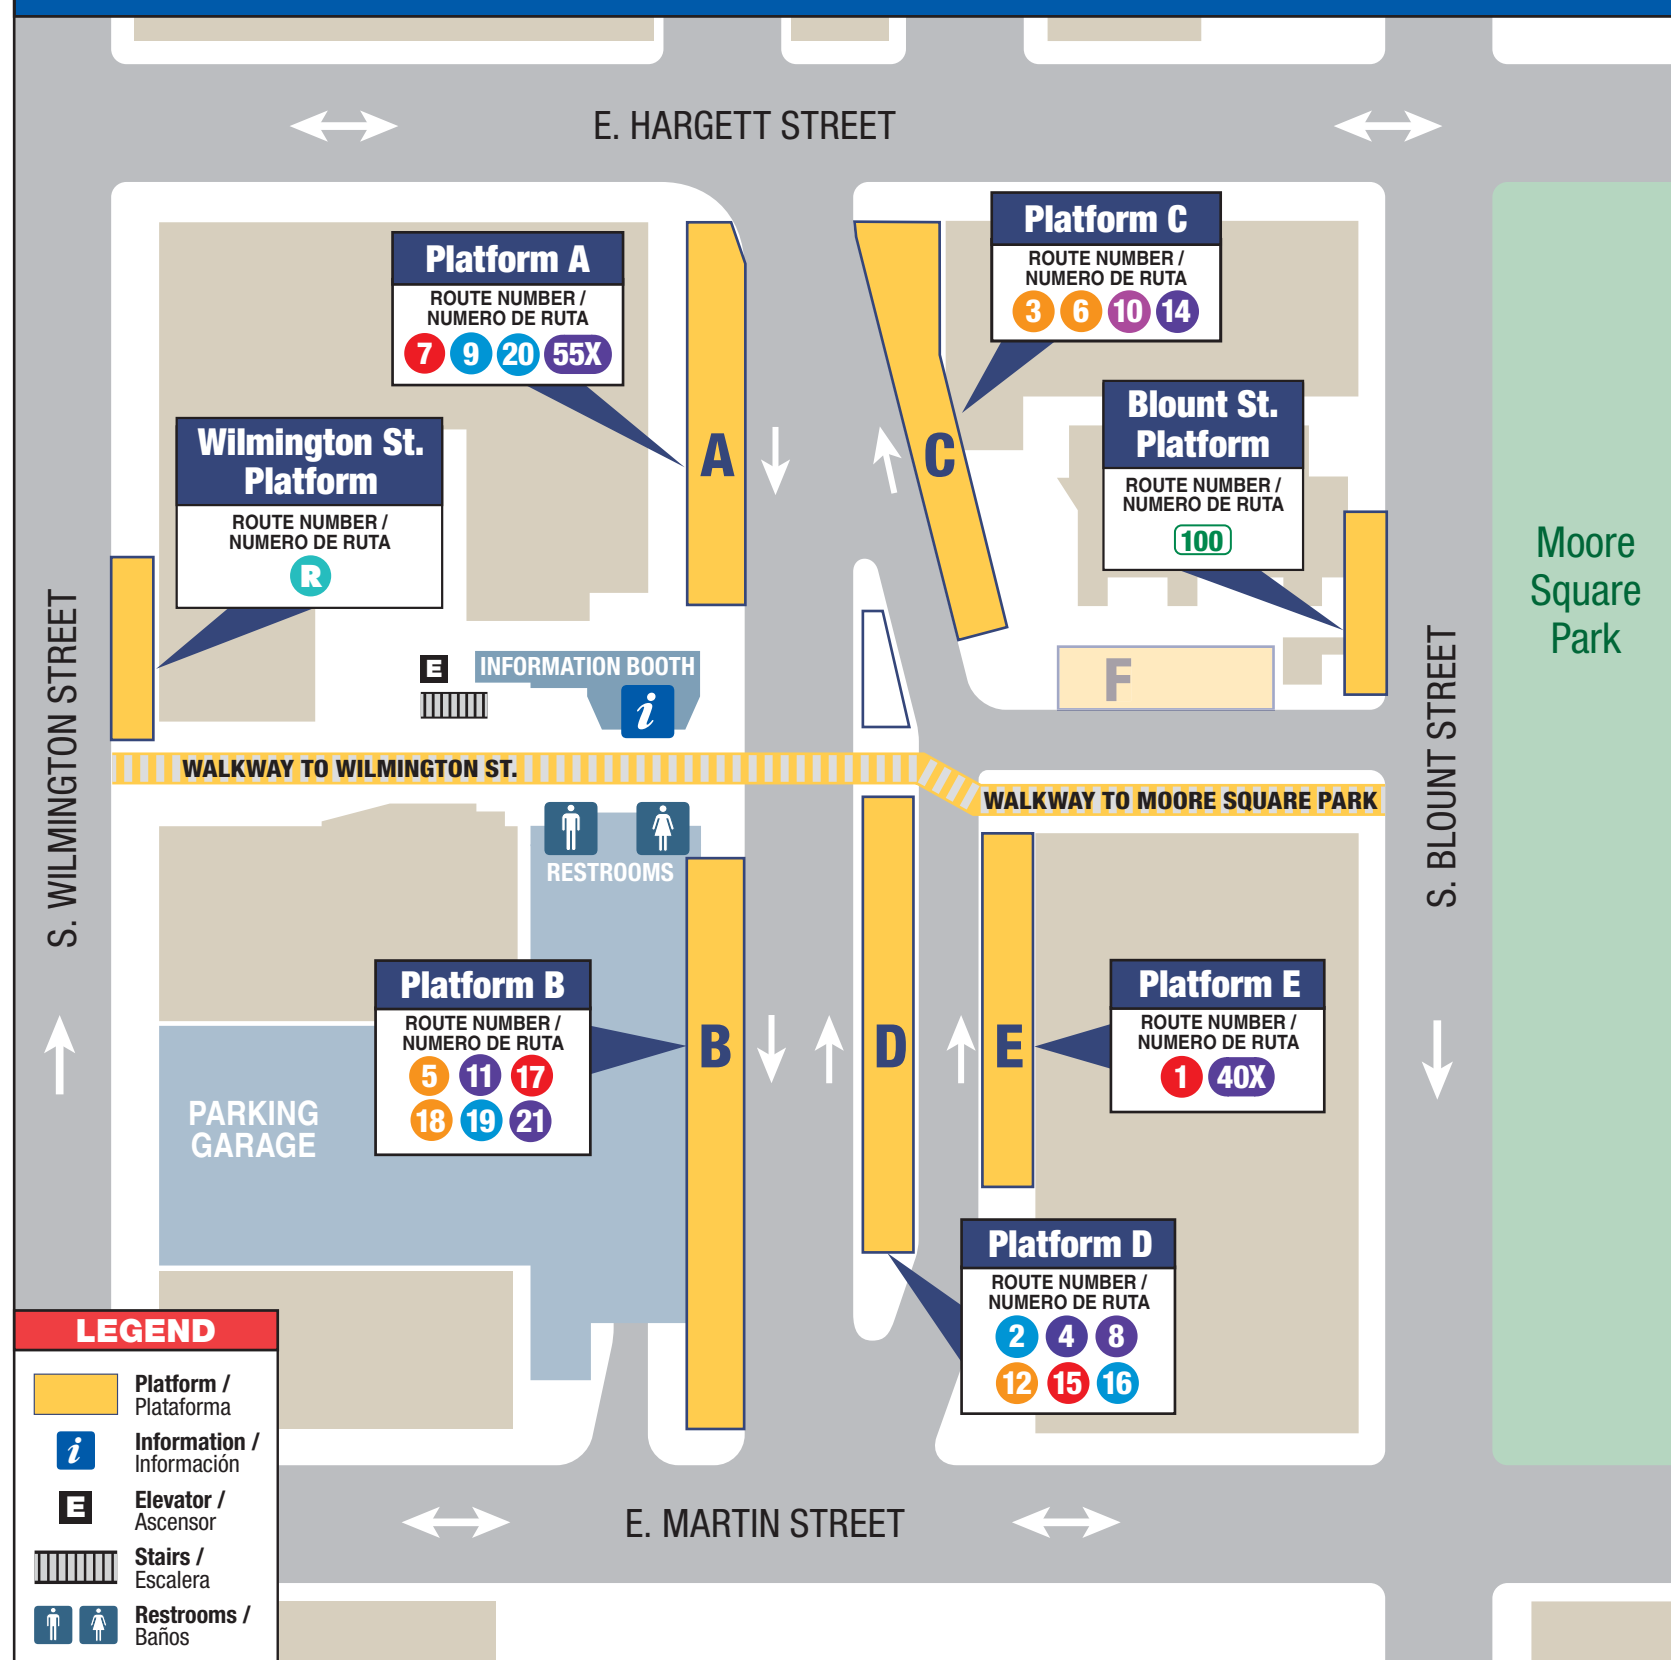 E. HARGETT STREET
Platform A
ROUTE NUMBER /
NUMERO DE RUTA
7 9 20 55X
Platform C
ROUTE NUMBER /
NUMERO DE RUTA
3 6 10 14
Wilmington St.
Platform
ROUTE NUMBER /
NUMERO DE RUTA
R
Blount St.
Platform
ROUTE NUMBER /
NUMERO DE RUTA
100
A
C
Moore
Square
Park
S. WILMINGTON STREET
E
INFORMATION BOOTH
i
F
S. BLOUNT STREET
WALKWAY TO WILMINGTON ST.
WALKWAY TO MOORE SQUARE PARK
RESTROOMS
Platform B
ROUTE NUMBER /
NUMERO DE RUTA
5 11 17
18 19 21
B
D
E
Platform E
ROUTE NUMBER /
NUMERO DE RUTA
1 40X
PARKING
GARAGE
Platform D
ROUTE NUMBER /
NUMERO DE RUTA
2 4 8
12 15 16
LEGEND
Platform /
Plataforma
i
Information /
Información
E
Elevator /
Ascensor
Stairs /
Escalera
Restrooms /
Baños
E. MARTIN STREET